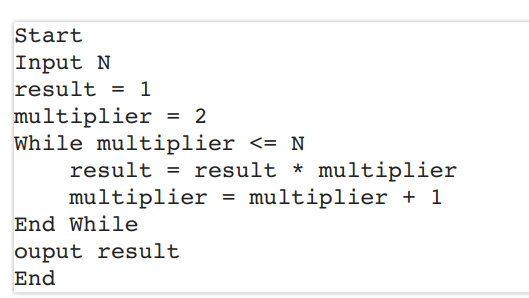 Start
Input N
result = 1
multiplier = 2
While multiplier <= N
    result = result * multiplier
    multiplier = multiplier + 1
End While
ouput result
End